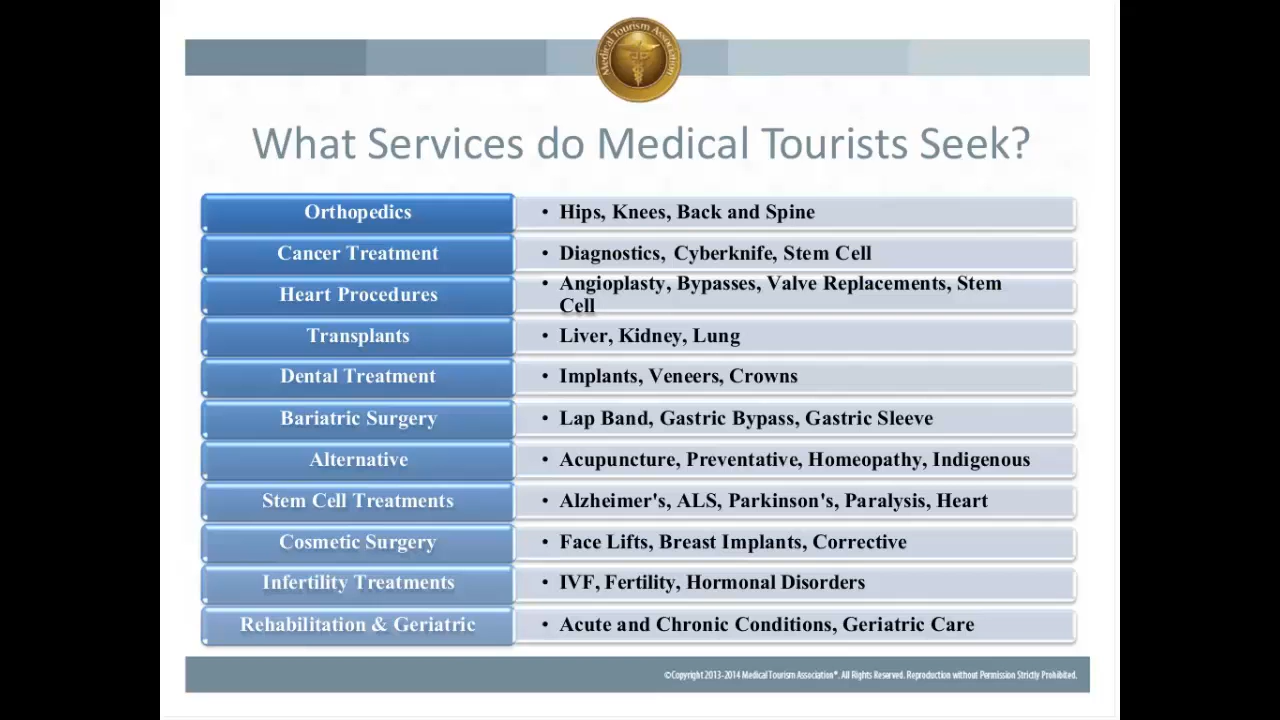 Medical Tourism Association
What Services do Medical Tourists Seek?
Orthopedics
• Hips, Knees, Back and Spine
Cancer Treatment
• Diagnostics, Cyberknife, Stem Cell
Heart Procedures
• Angioplasty, Bypasses, Valve Replacements, Stem
Cell
Transplants
• Liver, Kidney, Lung
Dental Treatment
• Implants, Veneers, Crowns
Bariatric Surgery
• Lap Band, Gastric Bypass, Gastric Sleeve
Alternative
• Acupuncture, Preventative, Homeopathy, Indigenous
Stem Cell Treatments
• Alzheimer's, ALS, Parkinson's, Paralysis, Heart
Cosmetic Surgery
• Face Lifts, Breast Implants, Corrective
Infertility Treatments
• IVF, Fertility, Hormonal Disorders
Rehabilitation & Geriatric
• Acute and Chronic Conditions, Geriatric Care
©Copyright 2013-2014 Medical Tourism Association®. All Rights Reserved. Reproduction without Permission Strictly Prohibited.